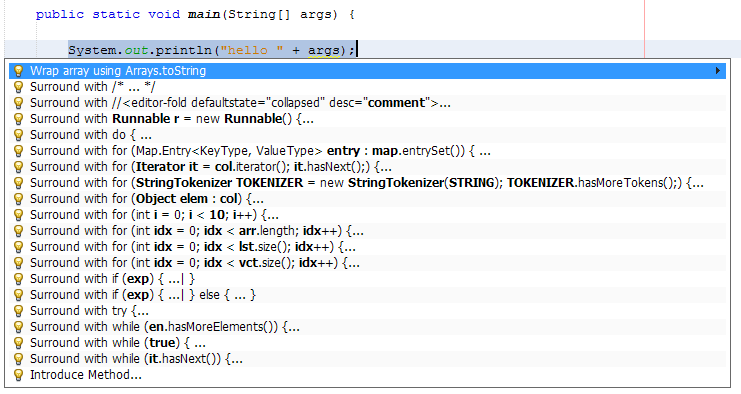 public static void main(String[] args) {
System.out.println("hello " + args);
Wrap array using Arrays.toString
Surround with /* ... */
Surround with //<editor-fold defaultstate="collapsed" desc="comment">...
Surround with Runnable r = new Runnable() {...
Surround with do { ...
Surround with for (Map.Entry<KeyType, ValueType> entry : map.entrySet()) { ...
Surround with for (Iterator it = col.iterator(); it.hasNext();) {...
Surround with for (StringTokenizer TOKENIZER = new StringTokenizer(STRING); TOKENIZER.hasMoreTokens();) {...
Surround with for (Object elem : col) {...
Surround with for (int i = 0; i < 10; i++) {...
Surround with for (int idx = 0; idx < arr.length; idx++) {...
Surround with for (int idx = 0; idx < lst.size(); idx++) {...
Surround with for (int idx = 0; idx < vct.size(); idx++) {...
Surround with if (exp) { ...| }
Surround with if (exp) { ...| } else { ... }
Surround with try {...
Surround with while (en.hasMoreElements()) {...
Surround with while (true) { ...
Surround with while (it.hasNext()) {...
Introduce Method...